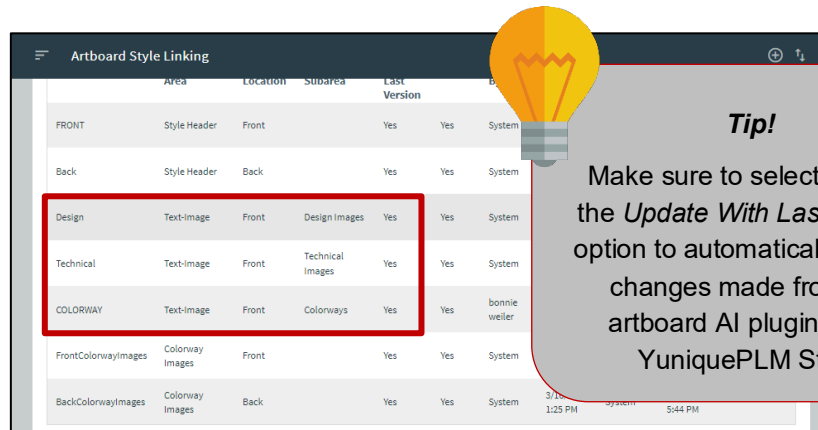 Artboard Style Linking
Area Location Subarea Last
Version
FRONT Style Header Front Yes Yes System
Back Style Header Back Yes Yes System
Design Text-Image Front Design Images Yes Yes System
Technical Text-Image Front Technical Images Yes Yes System
COLORWAY Text-Image Front Colorways Yes Yes bonnie weiler
FrontColorwayImages Colorway Images Front Yes Yes System
BackColorwayImages Colorway Images Back Yes Yes System 1:25 PM System 5:44 PM
Tip!
Make sure to select
the Update With Las
option to automatical
changes made fro
artboard AI plugin
YuniquePLM S